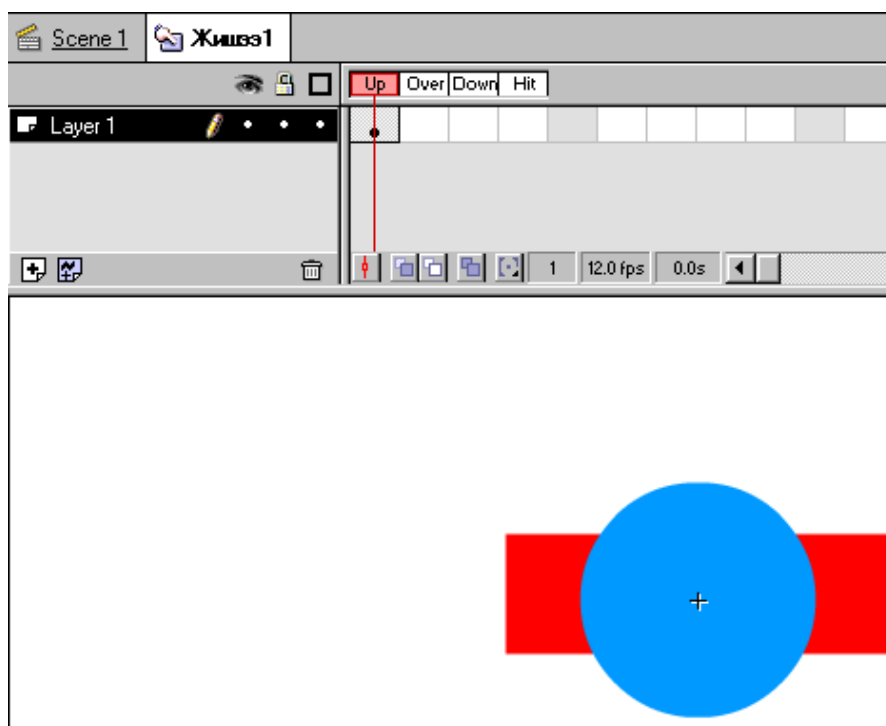 Scene 1 Жишээ1
Up Over Down Hit
Layer 1
1 12.0 fps 0.0s